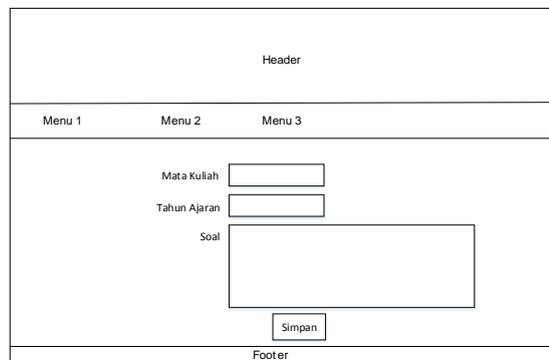 Header
Menu 1 Menu 2 Menu 3
Mata Kuliah
Tahun Ajaran
Soal
Simpan
Footer